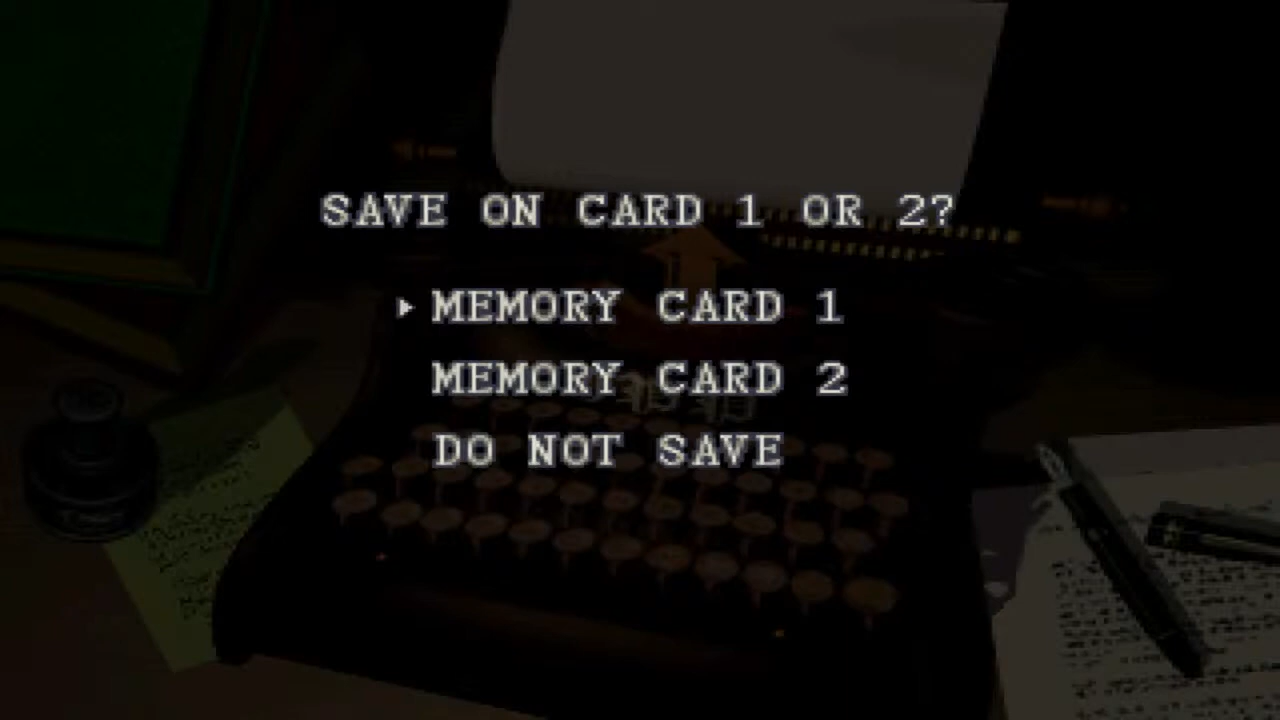 SAVE ON CARD 1 OR 2?
MEMORY CARD 1
MEMORY CARD 2
DO NOT SAVE